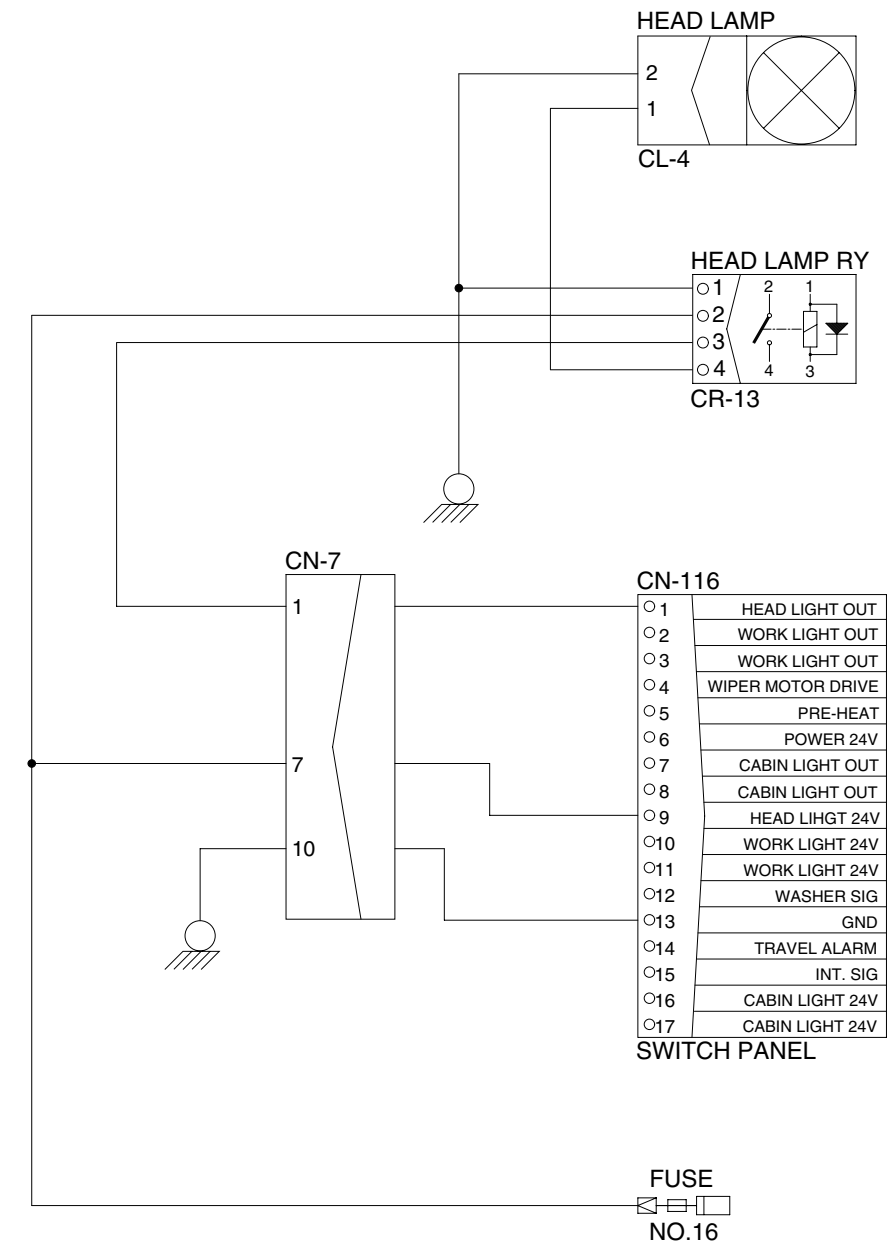 HEAD LAMP
2
1
CL-4
HEAD LAMP RY
1
2
3
4
2 1
4 3
CR-13
CN-7
1
7
10
CN-116
1 HEAD LIGHT OUT
2 WORK LIGHT OUT
3 WORK LIGHT OUT
4 WIPER MOTOR DRIVE
5 PRE-HEAT
6 POWER 24V
7 CABIN LIGHT OUT
8 CABIN LIGHT OUT
9 HEAD LIHGT 24V
10 WORK LIGHT 24V
11 WORK LIGHT 24V
12 WASHER SIG
13 GND
14 TRAVEL ALARM
15 INT. SIG
16 CABIN LIGHT 24V
17 CABIN LIGHT 24V
SWITCH PANEL
FUSE
NO.16